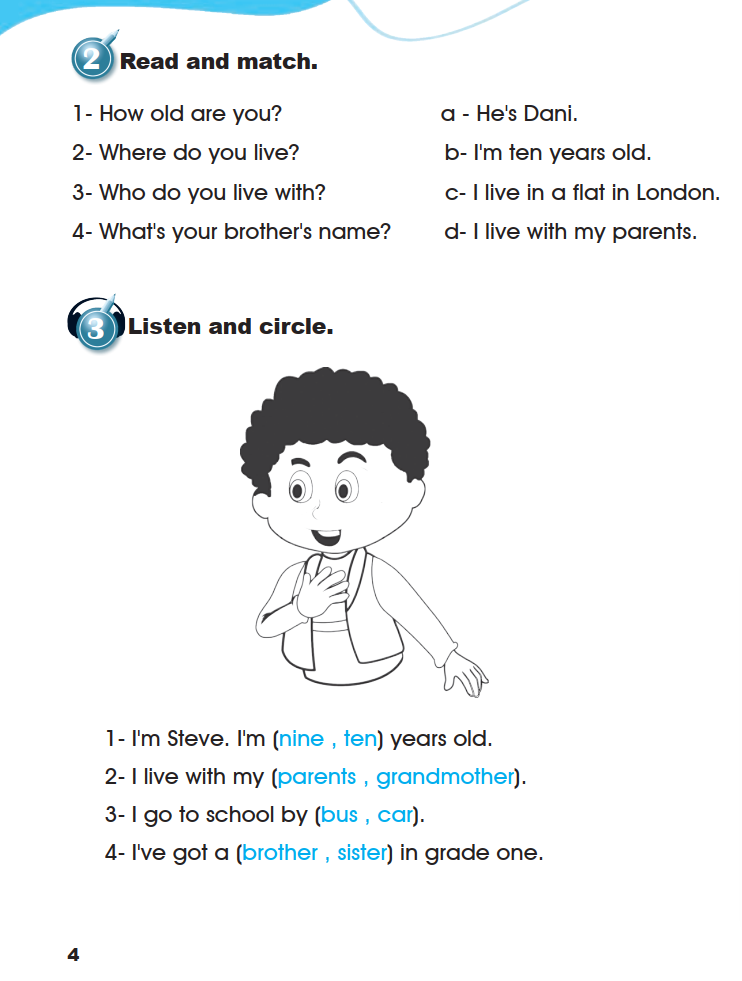 2 Read and match.
1- How old are you? a - He's Dani.
2- Where do you live? b- I'm ten years old.
3- Who do you live with? c- I live in a flat in London.
4- What's your brother's name? d- I live with my parents.
3 Listen and circle.
1- I'm Steve. I'm (nine , ten) years old.
2- I live with my (parents , grandmother).
3- I go to school by (bus , car).
4- I've got a (brother , sister) in grade one.
4